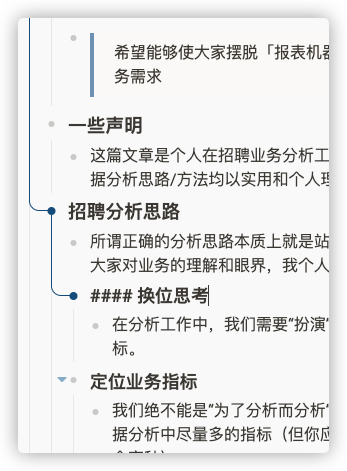 希望能够使大家摆脱「报表机器
务需求
一些声明
这篇文章是个人在招聘业务分析工
据分析思路/方法均以实用和个人理
招聘分析思路
所谓正确的分析思路本质上就是站
大家对业务的理解和眼界，我个人
#### 换位思考
在分析工作中，我们需要“扮演”
标。
定位业务指标
我们绝不能是“为了分析而分析”
据分析中尽量多的指标（但你应